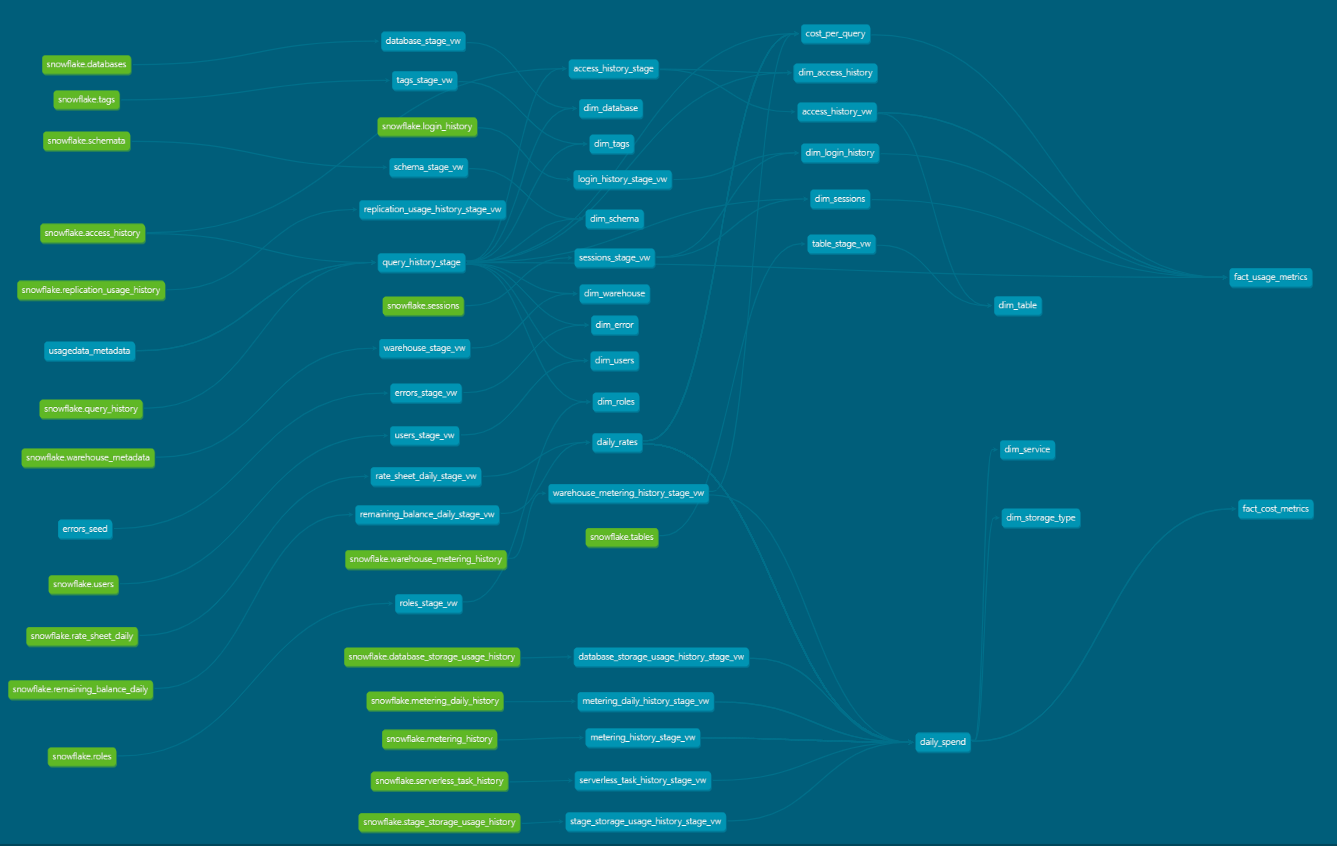 snowflake.databases
snowflake.tags
snowflake.schemata
snowflake.access_history
snowflake.replication_usage_history
usagedata_metadata
snowflake.query_history
snowflake.warehouse_metadata
errors_seed
snowflake.users
snowflake.rate_sheet_daily
snowflake.remaining_balance_daily
snowflake.roles
database_stage_vw
tags_stage_vw
snowflake.login_history
schema_stage_vw
replication_usage_history_stage_vw
query_history_stage
snowflake.sessions
warehouse_stage_vw
errors_stage_vw
users_stage_vw
rate_sheet_daily_stage_vw
remaining_balance_daily_stage_vw
snowflake.warehouse_metering_history
roles_stage_vw
snowflake.database_storage_usage_history
snowflake.metering_daily_history
snowflake.metering_history
snowflake.serverless_task_history
snowflake.stage_storage_usage_history
access_history_stage
dim_database
dim_tags
login_history_stage_vw
dim_schema
sessions_stage_vw
dim_warehouse
dim_error
dim_users
dim_roles
daily_rates
warehouse_metering_history_stage_vw
snowflake.tables
database_storage_usage_history_stage_vw
metering_daily_history_stage_vw
metering_history_stage_vw
serverless_task_history_stage_vw
stage_storage_usage_history_stage_vw
cost_per_query
dim_access_history
access_history_vw
dim_login_history
dim_sessions
table_stage_vw
daily_spend
dim_table
dim_service
dim_storage_type
fact_usage_metrics
fact_cost_metrics